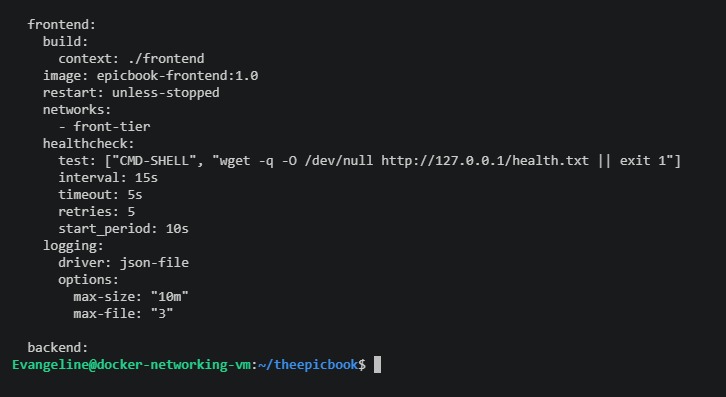 frontend:
build:
context: ./frontend
image: epicbook-frontend:1.0
restart: unless-stopped
networks:
- front-tier
healthcheck:
test: ["CMD-SHELL", "wget -q -O /dev/null http://127.0.0.1/health.txt || exit 1"]
interval: 15s
timeout: 5s
retries: 5
start_period: 10s
logging:
driver: json-file
options:
max-size: "10m"
max-file: "3"
backend:
Evangeline@docker-networking-vm:~/theepicbook$